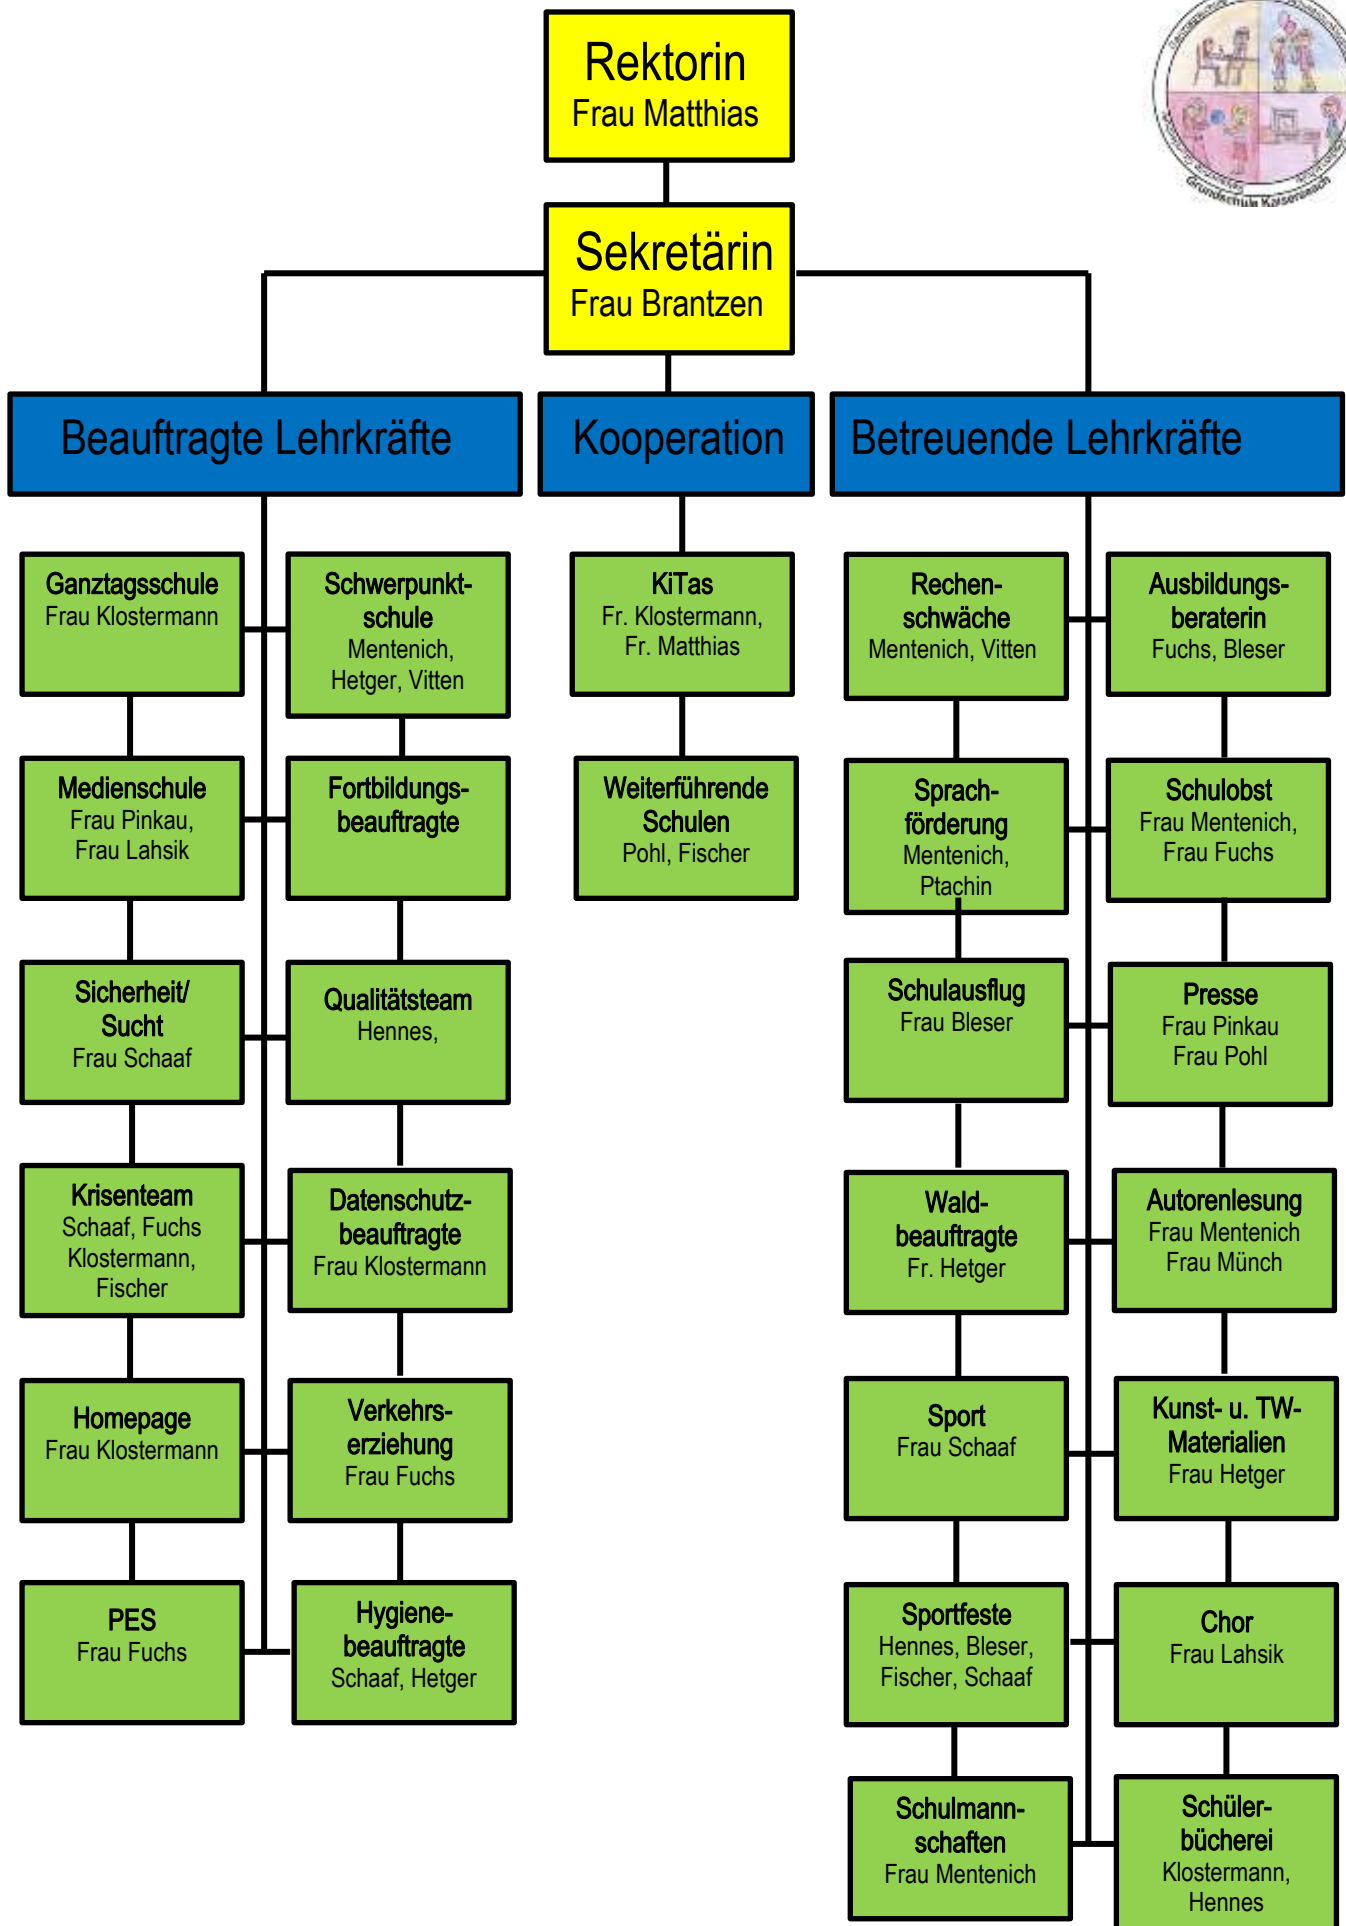 Rektorin
Frau Matthias
Grundschule Kaisersesch
Sekretärin
Frau Brantzen
Beauftragte Lehrkräfte
Kooperation
Betreuende Lehrkräfte
Ganztagsschule
Frau Klostermann
Schwerpunkt-
schule
Mentenich,
Hetger, Vitten
KiTas
Fr. Klostermann,
Fr. Matthias
Rechen-
schwäche
Mentenich, Vitten
Ausbildungs-
beraterin
Fuchs, Bleser
Medienschule
Frau Pinkau,
Frau Lahsik
Fortbildungs-
beauftragte
Weiterführende
Schulen
Pohl, Fischer
Sprach-
förderung
Mentenich,
Ptachin
Schulobst
Frau Mentenich,
Frau Fuchs
Sicherheit/
Sucht
Frau Schaaf
Qualitätsteam
Hennes,
Schulausflug
Frau Bleser
Presse
Frau Pinkau
Frau Pohl
Krisenteam
Schaaf, Fuchs
Klostermann,
Fischer
Datenschutz-
beauftragte
Frau Klostermann
Wald-
beauftragte
Fr. Hetger
Autorenlesung
Frau Mentenich
Frau Münch
Homepage
Frau Klostermann
Verkehrs-
erziehung
Frau Fuchs
Sport
Frau Schaaf
Kunst- u. TW-
Materialien
Frau Hetger
PES
Frau Fuchs
Hygiene-
beauftragte
Schaaf, Hetger
Sportfeste
Hennes, Bleser,
Fischer, Schaaf
Chor
Frau Lahsik
Schulmann-
schaften
Frau Mentenich
Schüler-
bücherei
Klostermann,
Hennes